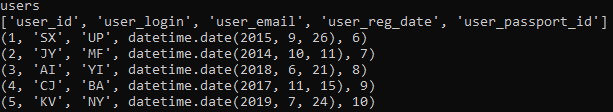 users
['user_id', 'user_login', 'user_email', 'user_reg_date', 'user_passport_id']
(1, 'SX', 'UP', datetime.date(2015, 9, 26), 6)
(2, 'JY', 'MF', datetime.date(2014, 10, 11), 7)
(3, 'AI', 'YI', datetime.date(2018, 6, 21), 8)
(4, 'CJ', 'BA', datetime.date(2017, 11, 15), 9)
(5, 'KV', 'NY', datetime.date(2019, 7, 24), 10)